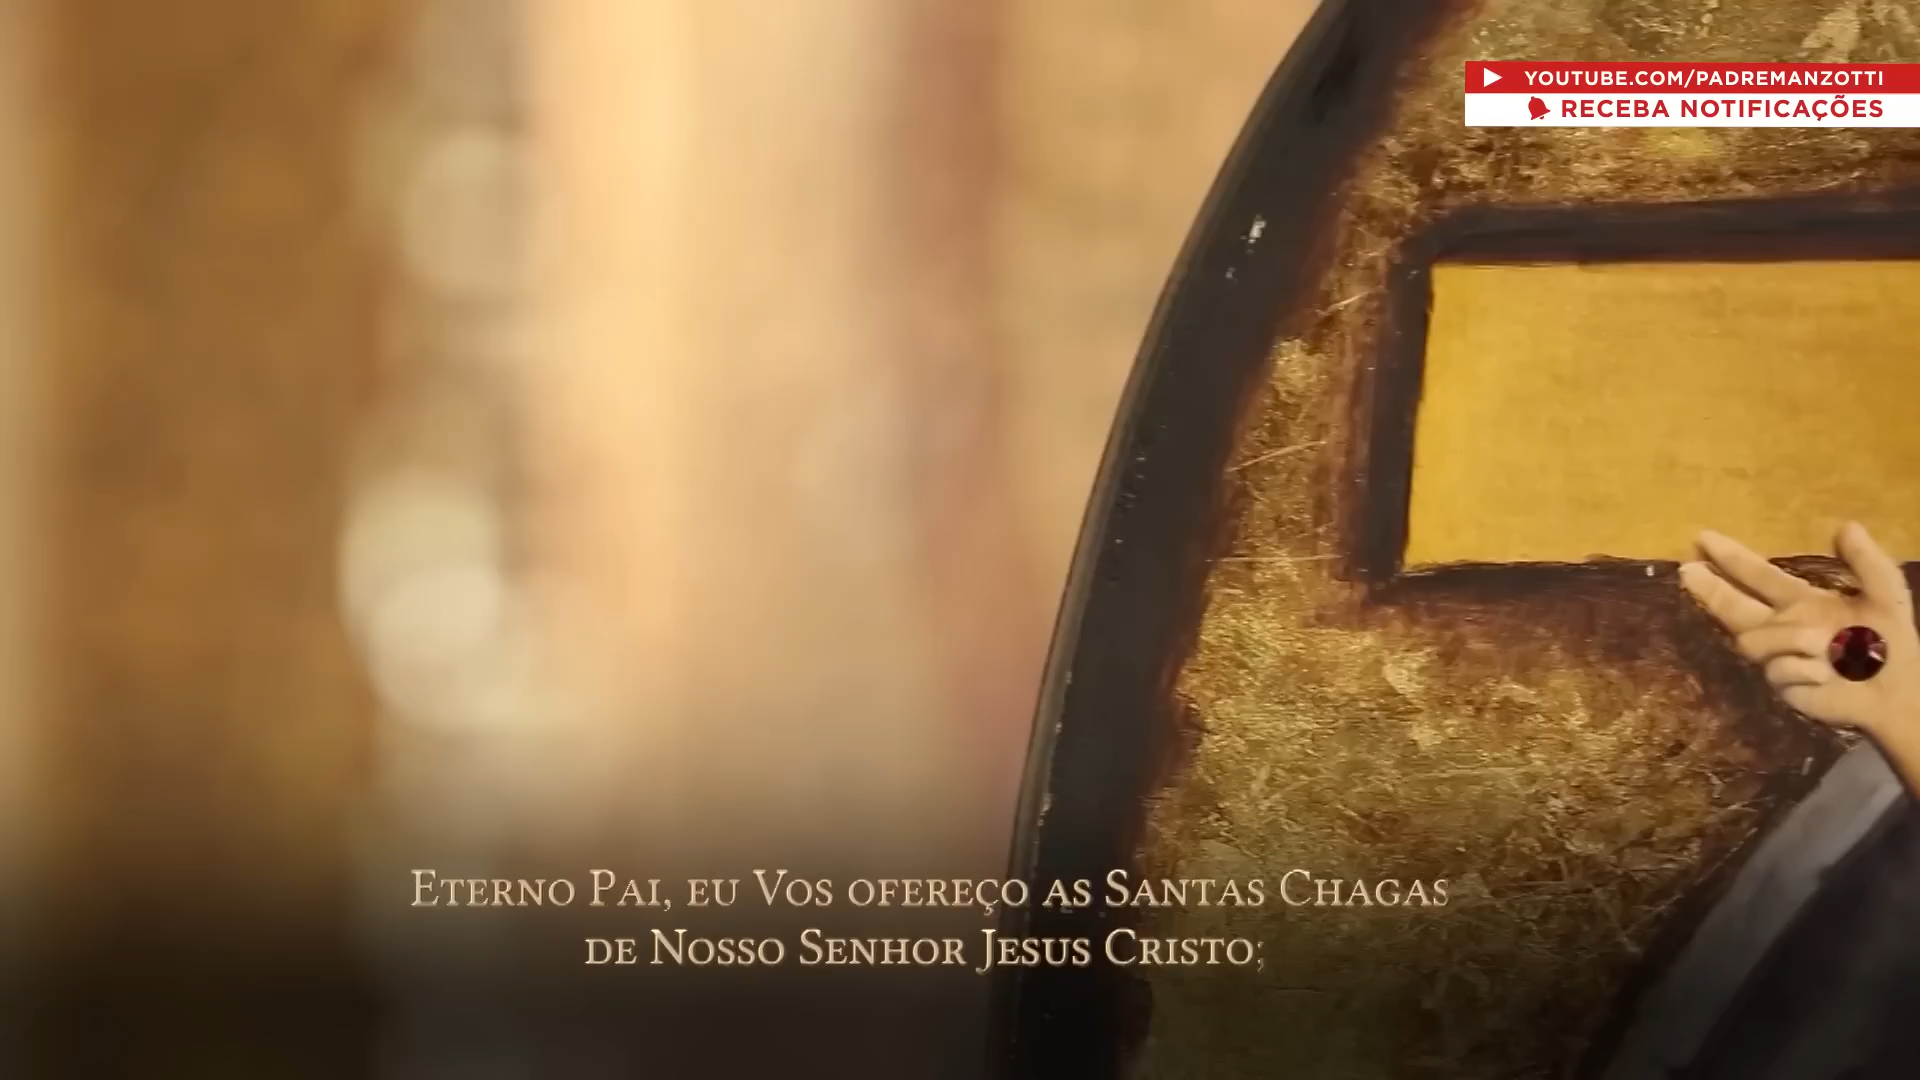 YOUTUBE.COM/PADREMANZOTTI
RECEBA NOTIFICAÇÕES
Eterno Pai, eu Vos ofereço as Santas Chagas
de Nosso Senhor Jesus Cristo;